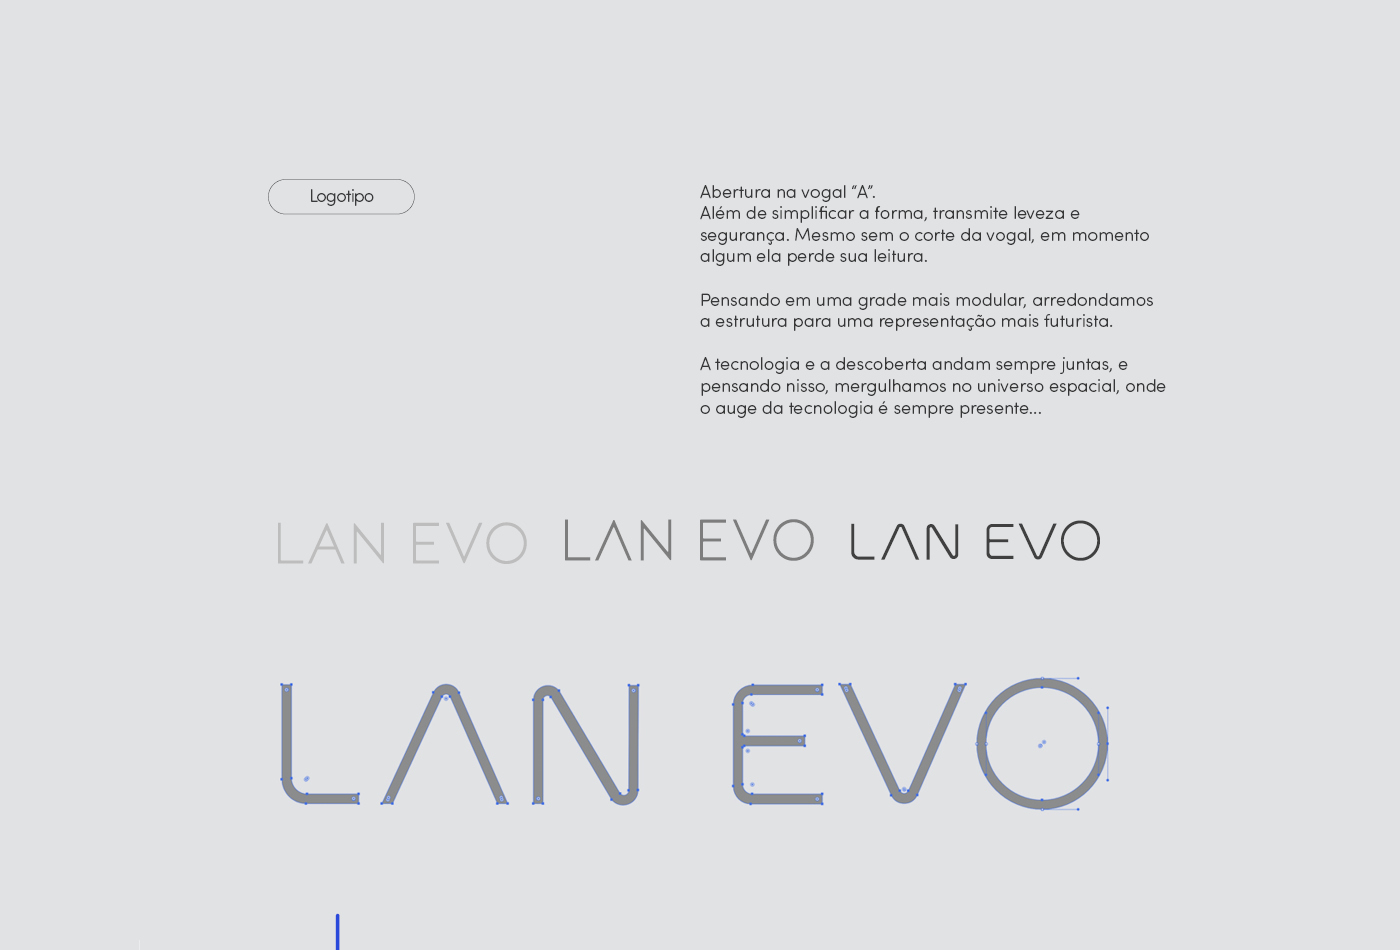 Logotipo
Abertura na vogal “A”.
Além de simplificar a forma, transmite leveza e
segurança. Mesmo sem o corte da vogal, em momento
algum ela perde sua leitura.
Pensando em uma grade mais modular, arredondamos
a estrutura para uma representação mais futurista.
A tecnologia e a descoberta andam sempre juntas, e
pensando nisso, mergulhamos no universo espacial, onde
o auge da tecnologia é sempre presente...
LAN EVO LAN EVO LAN EVO
LAN EVO